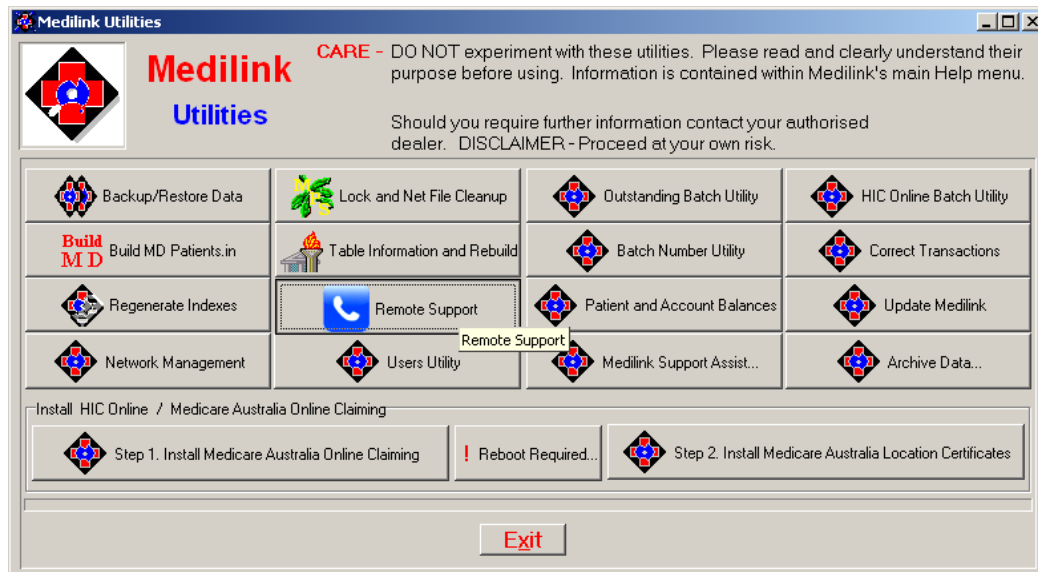 Medilink Utilities
Medilink
Utilities
CARE - DO NOT experiment with these utilities. Please read and clearly understand their
purpose before using. Information is contained within Medilink's main Help menu.
Should you require further information contact your authorised
dealer. DISCLAIMER - Proceed at your own risk.
Backup/Restore Data
Lock and Net File Cleanup
Outstanding Batch Utility
HIC Online Batch Utility
Build
M D
Build MD Patients.in
Table Information and Rebuild
Batch Number Utility
Correct Transactions
Regenerate Indexes
Remote Support
Patient and Account Balances
Update Medilink
Remote Support
Network Management
Users Utility
Medilink Support Assist...
Archive Data...
Install HIC Online / Medicare Australia Online Claiming
Step 1. Install Medicare Australia Online Claiming
! Reboot Required...
Step 2. Install Medicare Australia Location Certificates
Exit